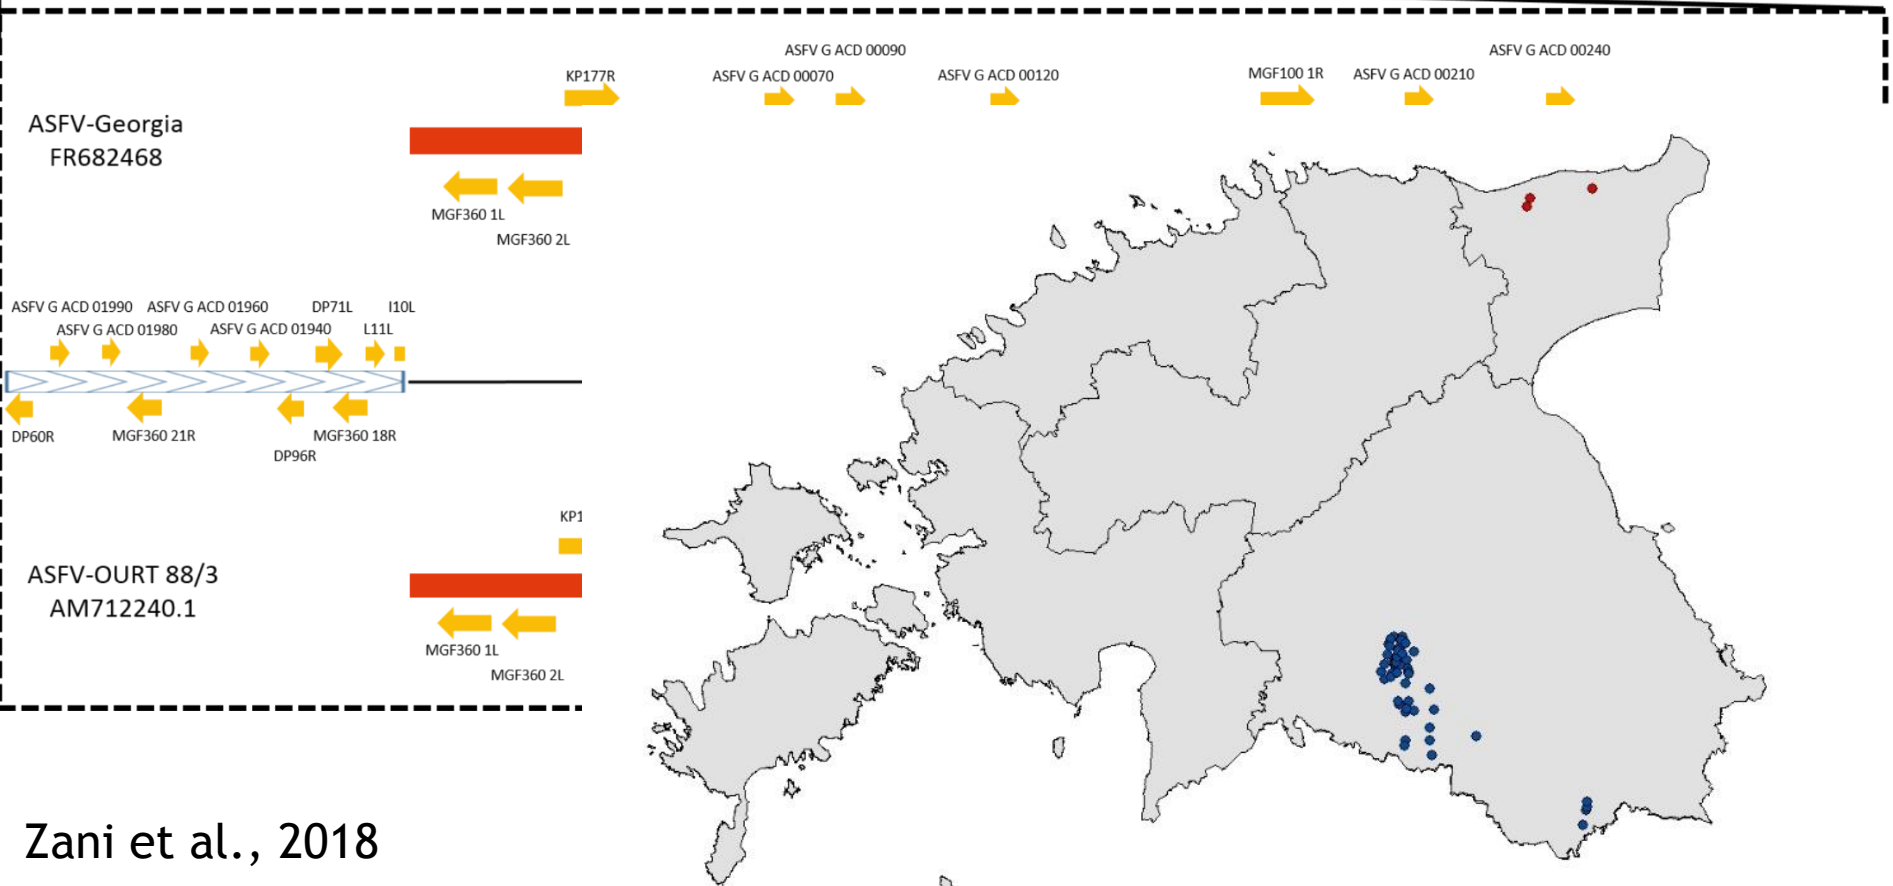 ASFV G ACD 00090
ASFV G ACD 00240
KP177R
ASFV G ACD 00070
ASFV G ACD 00120
MGF100 1R
ASFV G ACD 00210
ASFV-Georgia
FR682468
MGF360 1L
MGF360 2L
ASFV G ACD 01990
ASFV G ACD 01960
DP71L
I10L
ASFV G ACD 01980
ASFV G ACD 01940
L11L
DP60R
MGF360 21R
MGF360 18R
DP96R
KP1
ASFV-OURT 88/3
AM712240.1
MGF360 1L
MGF360 2L
Zani et al., 2018